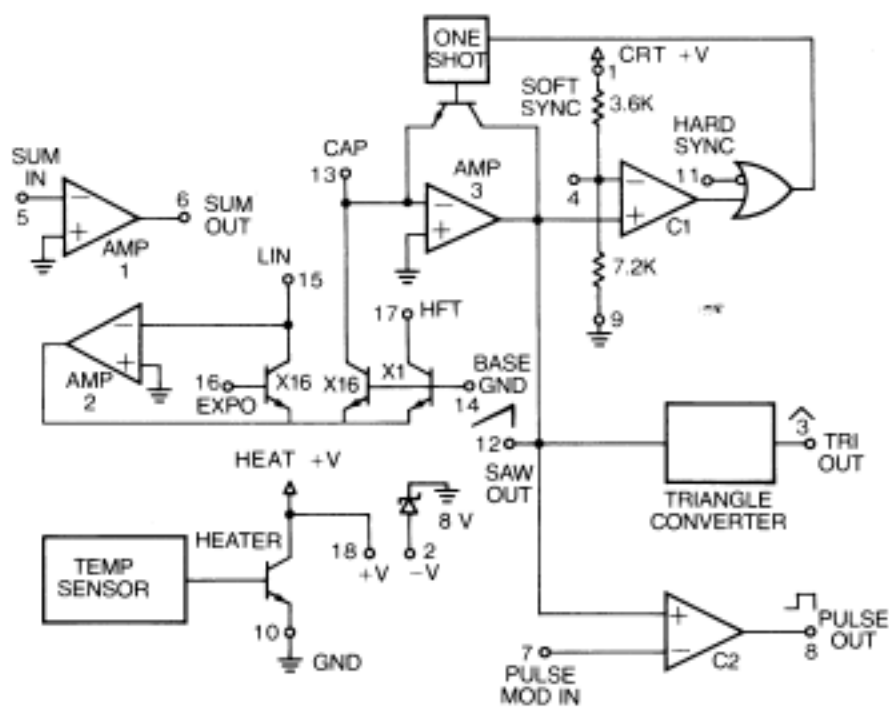 ONE
SHOT
CRT +V
1
SOFT
SYNC
3.6K
HARD
SYNC
CAP
13
AMP
3
SUM
IN
5
6
SUM
OUT
AMP
1
-
+
-
+
4
-
+
C1
11
LIN
15
7.2K
9
17
HFT
-
+
AMP
2
16
EXPO
X16
X16
X1
BASE
GND
14
12
SAW
OUT
3
TRI
OUT
TRIANGLE
CONVERTER
HEAT +V
8 V
HEATER
TEMP
SENSOR
18
+V
2
-V
10
GND
+
-
C2
PULSE
OUT
8
7
PULSE
MOD IN